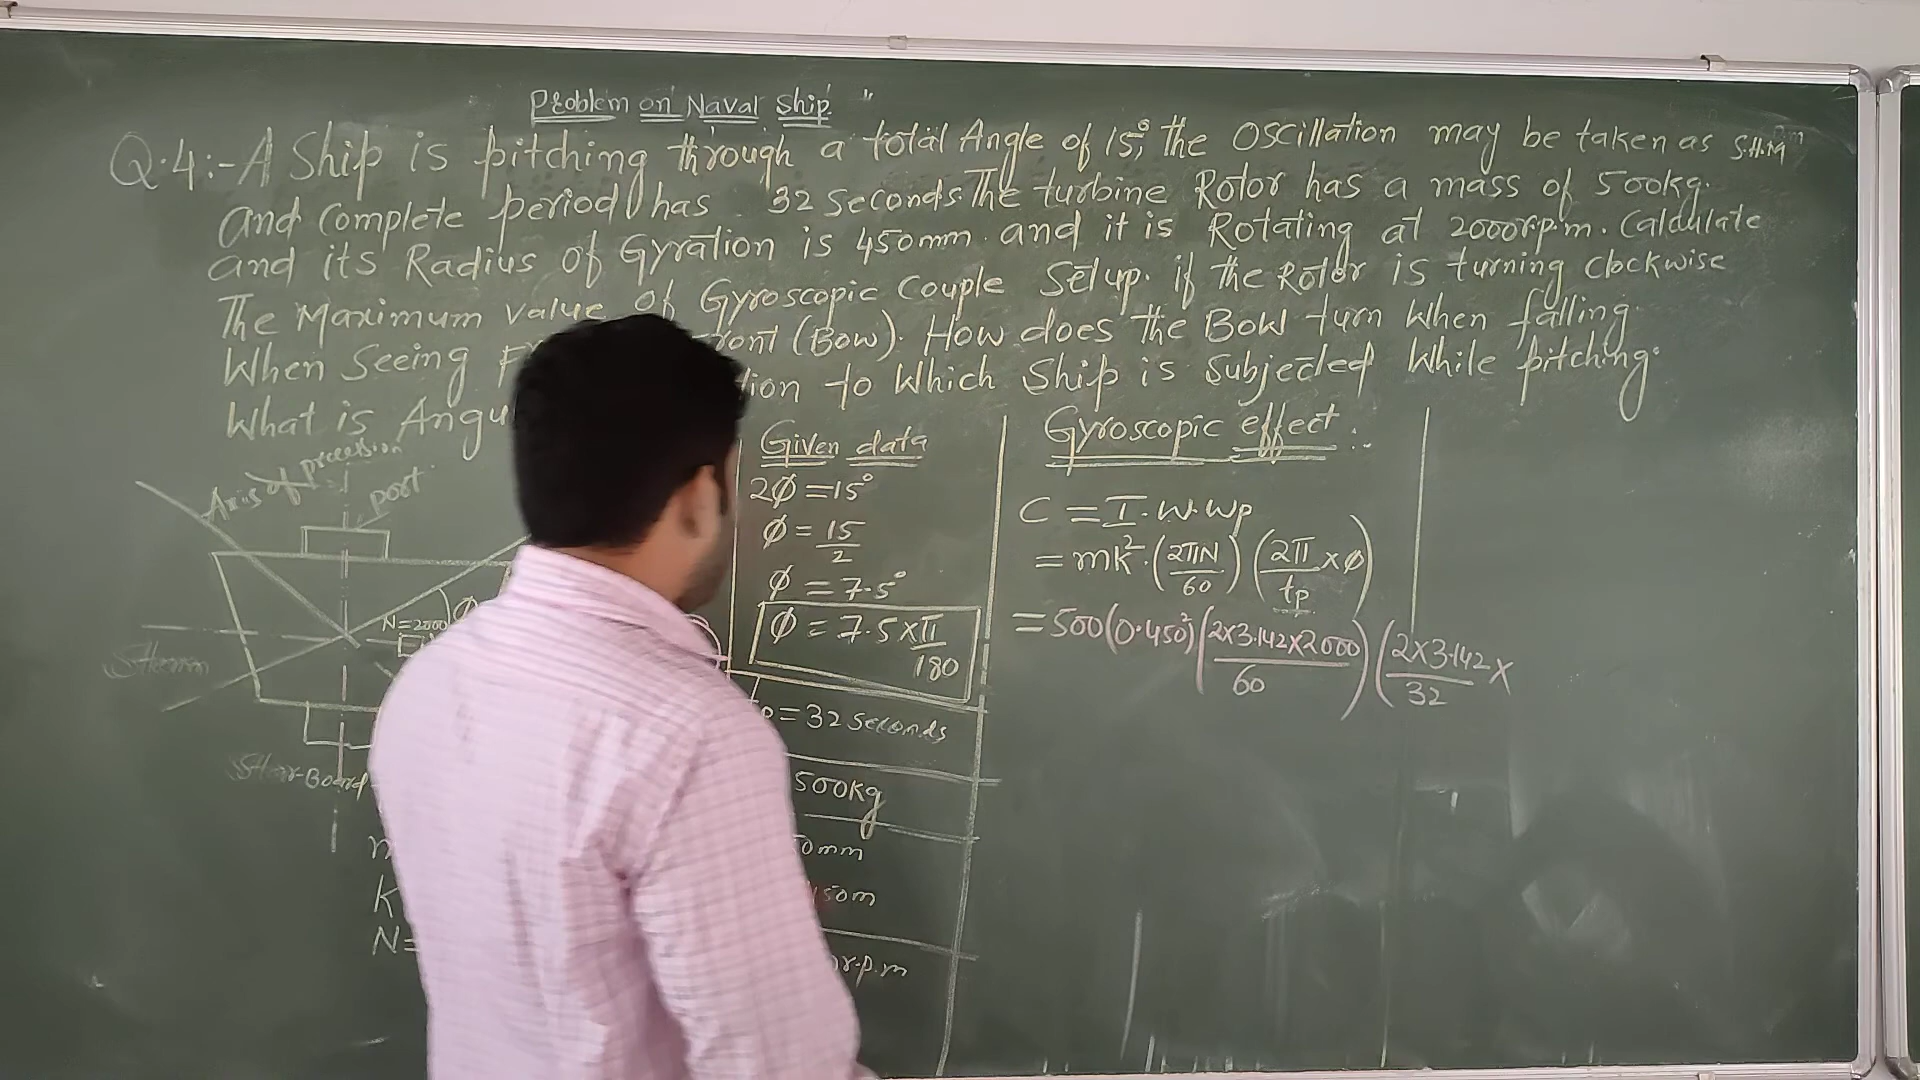 Problem on Naval Ship "
Q.4:- A Ship is pitching through a total Angle of 15°, the Oscillation may be taken as S.H.M
and Complete period has 32 Seconds. The turbine Rotor has a mass of 500kg.
and its Radius of Gyration is 450mm. and it is Rotating at 2000r.p.m. Calculate
The Maximum value Of Gyroscopic Couple Setup. if the Rotor is turning Clockwise
When Seeing (Bow). How does the Bow turn When falling.
What is to Which Ship is Subjected While pitching.
Axis of precession
port
N=2000
φ
Sternn
Star-Board
K
N=
Given data
2φ = 15°
φ = 15/2
φ = 7.5°
φ = 7.5 x π/180
= 32 Seconds
500kg
0mm
50m
r.p.m
Gyroscopic effect :-
C = I.W.Wp
= mk². (2πN/60) (2π/tp x φ)
= 500(0.450²) (2x3.142x2000/60) (2x3.142/32 x